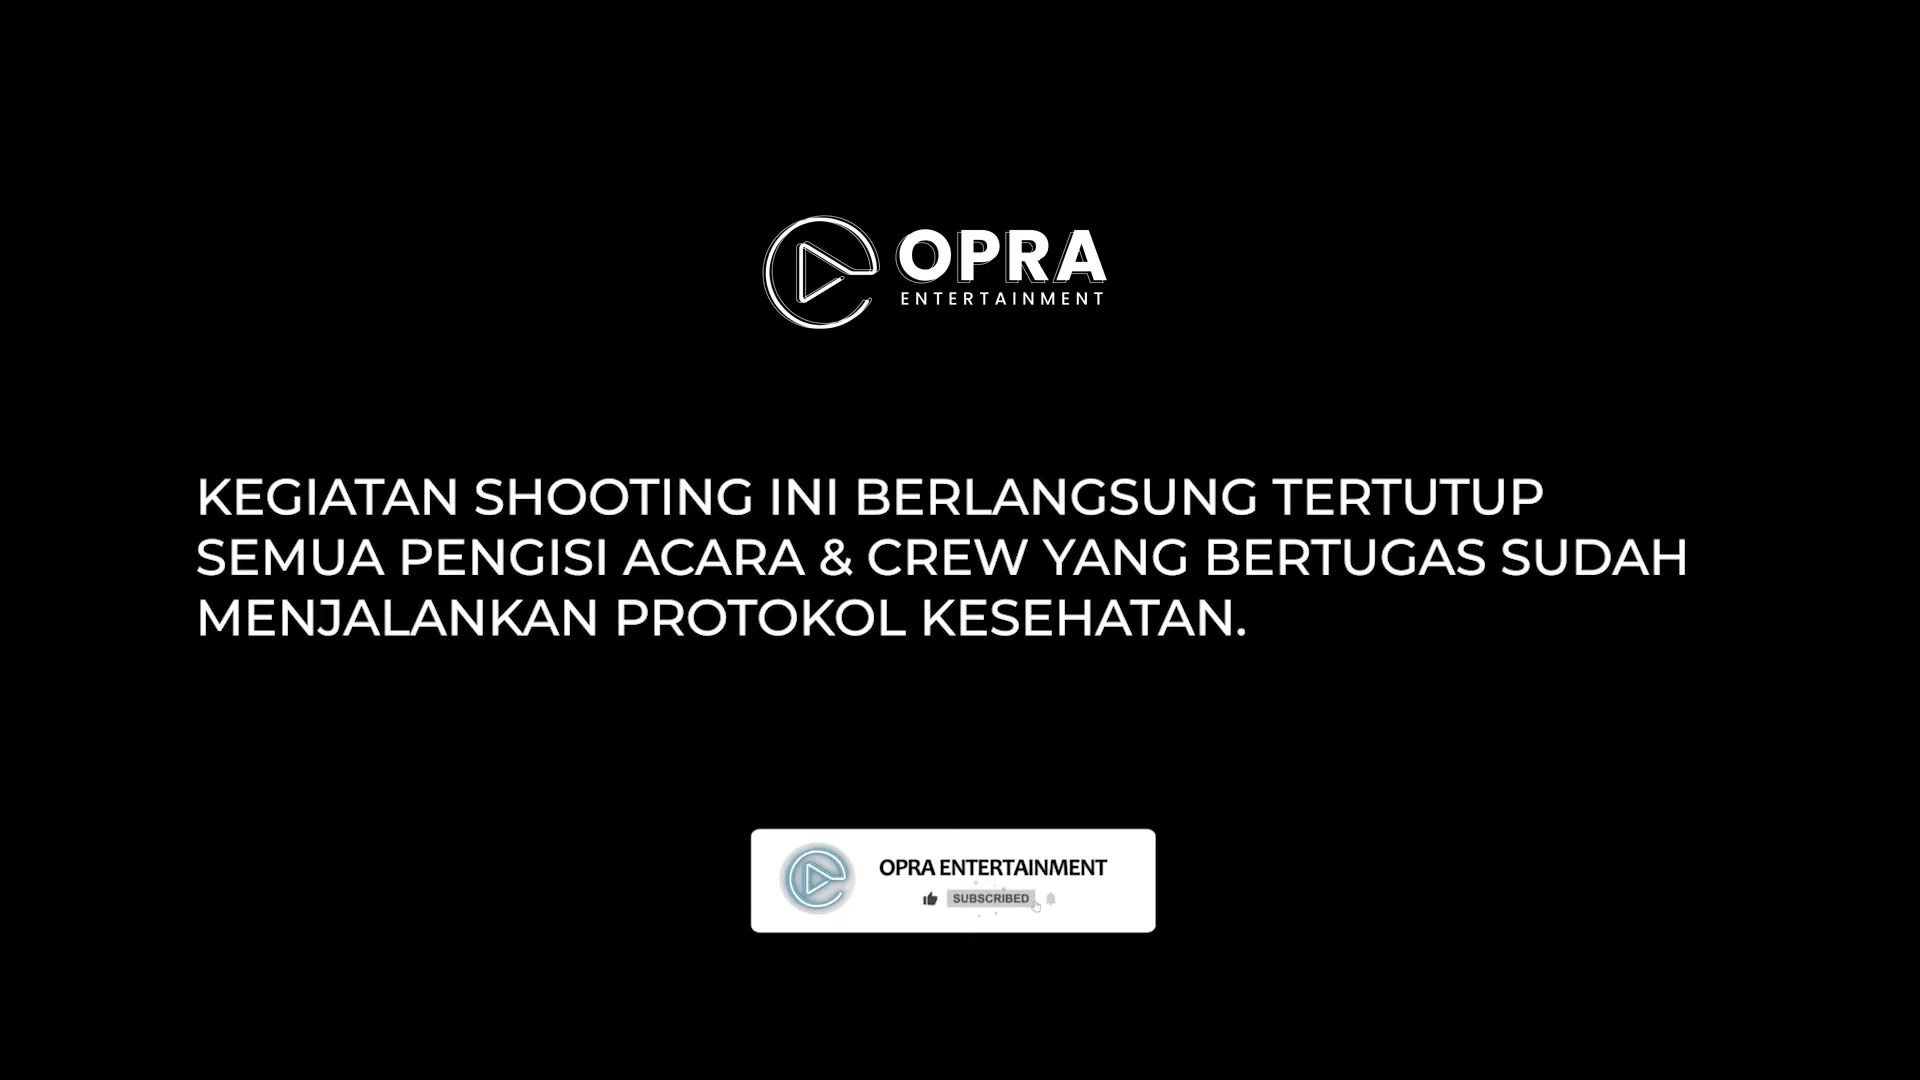 OPRA
ENTERTAINMENT
KEGIATAN SHOOTING INI BERLANGSUNG TERTUTUP
SEMUA PENGISI ACARA & CREW YANG BERTUGAS SUDAH
MENJALANKAN PROTOKOL KESEHATAN.
OPRA ENTERTAINMENT
SUBSCRIBED